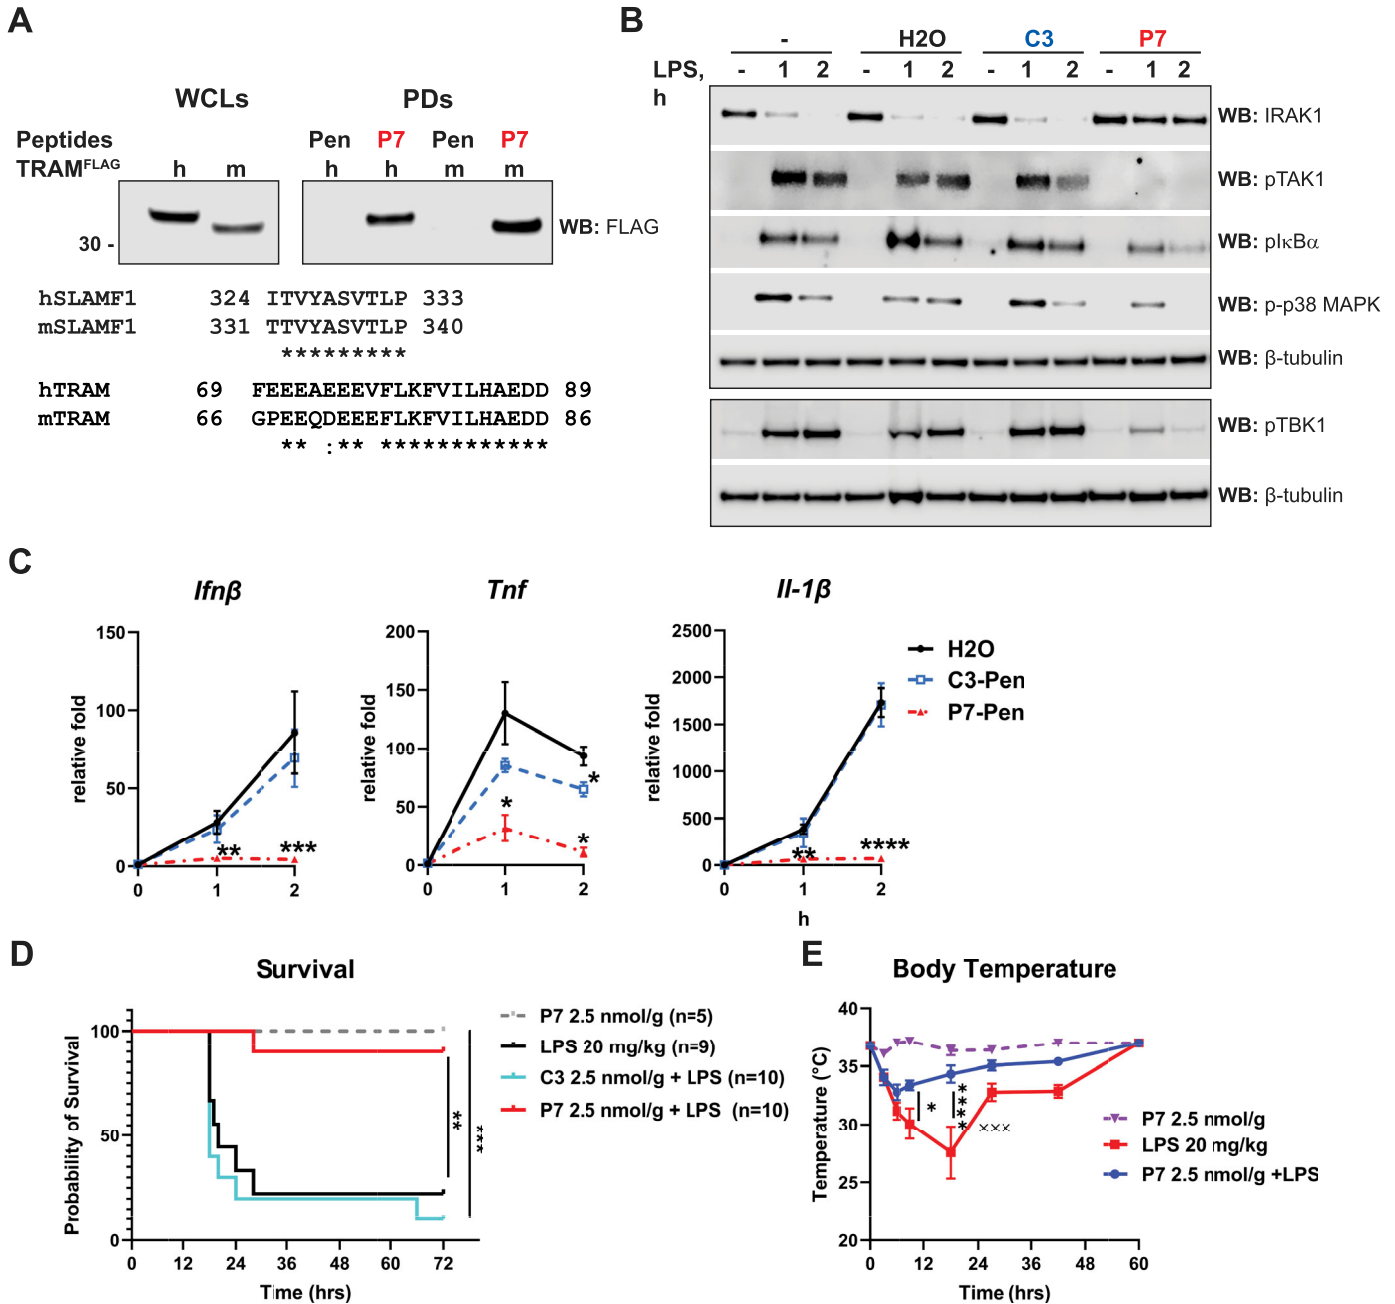 A
WCLs PDs
Peptides Pen P7 Pen P7
TRAMFLAG h m h h m m
30 -
WB: FLAG
hSLAMF1 324 ITVYASVTLP 333
mSLAMF1 331 TTVYASVTLP 340
*********
hTRAM 69 FEEEAEEEVFLKFVILHAEDD 89
mTRAM 66 GPEEQDEEEFLKFVILHAEDD 86
** :** ************
B
- H2O C3 P7
LPS, - 1 2 - 1 2 - 1 2 - 1 2
h
WB: IRAK1
WB: pTAK1
WB: pIκBα
WB: p-p38 MAPK
WB: β-tubulin
WB: pTBK1
WB: β-tubulin
C
Ifnβ
relative fold
150
100
50
0
0 1 2
**
***
Tnf
relative fold
200
150
100
50
0
0 1 2
*
*
*
Il-1β
relative fold
2500
2000
1500
1000
500
0
0 1 2
**
****
h
H2O
C3-Pen
P7-Pen
D
Survival
Probability of Survival
100
50
0
0 12 24 36 48 60 72
Time (hrs)
**
***
P7 2.5 nmol/g (n=5)
LPS 20 mg/kg (n=9)
C3 2.5 nmol/g + LPS (n=10)
P7 2.5 nmol/g + LPS (n=10)
E
Body Temperature
Temperature (°C)
40
35
30
25
20
0 12 24 36 48 60
Time (hrs)
*
****
×××
P7 2.5 nmol/g
LPS 20 mg/kg
P7 2.5 nmol/g +LPS